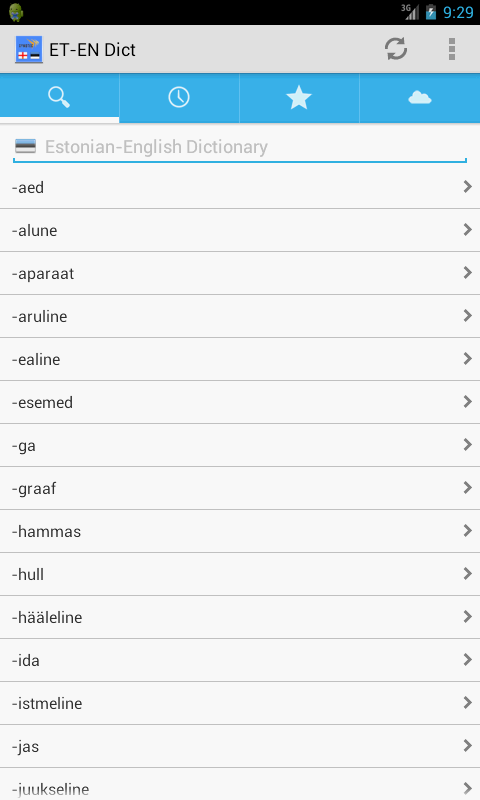 3G 9:29
ET-EN Dict
Estonian-English Dictionary
-aed
-alune
-aparaat
-aruline
-ealine
-esemed
-ga
-graaf
-hammas
-hull
-hääleline
-ida
-istmeline
-jas
-juukseline